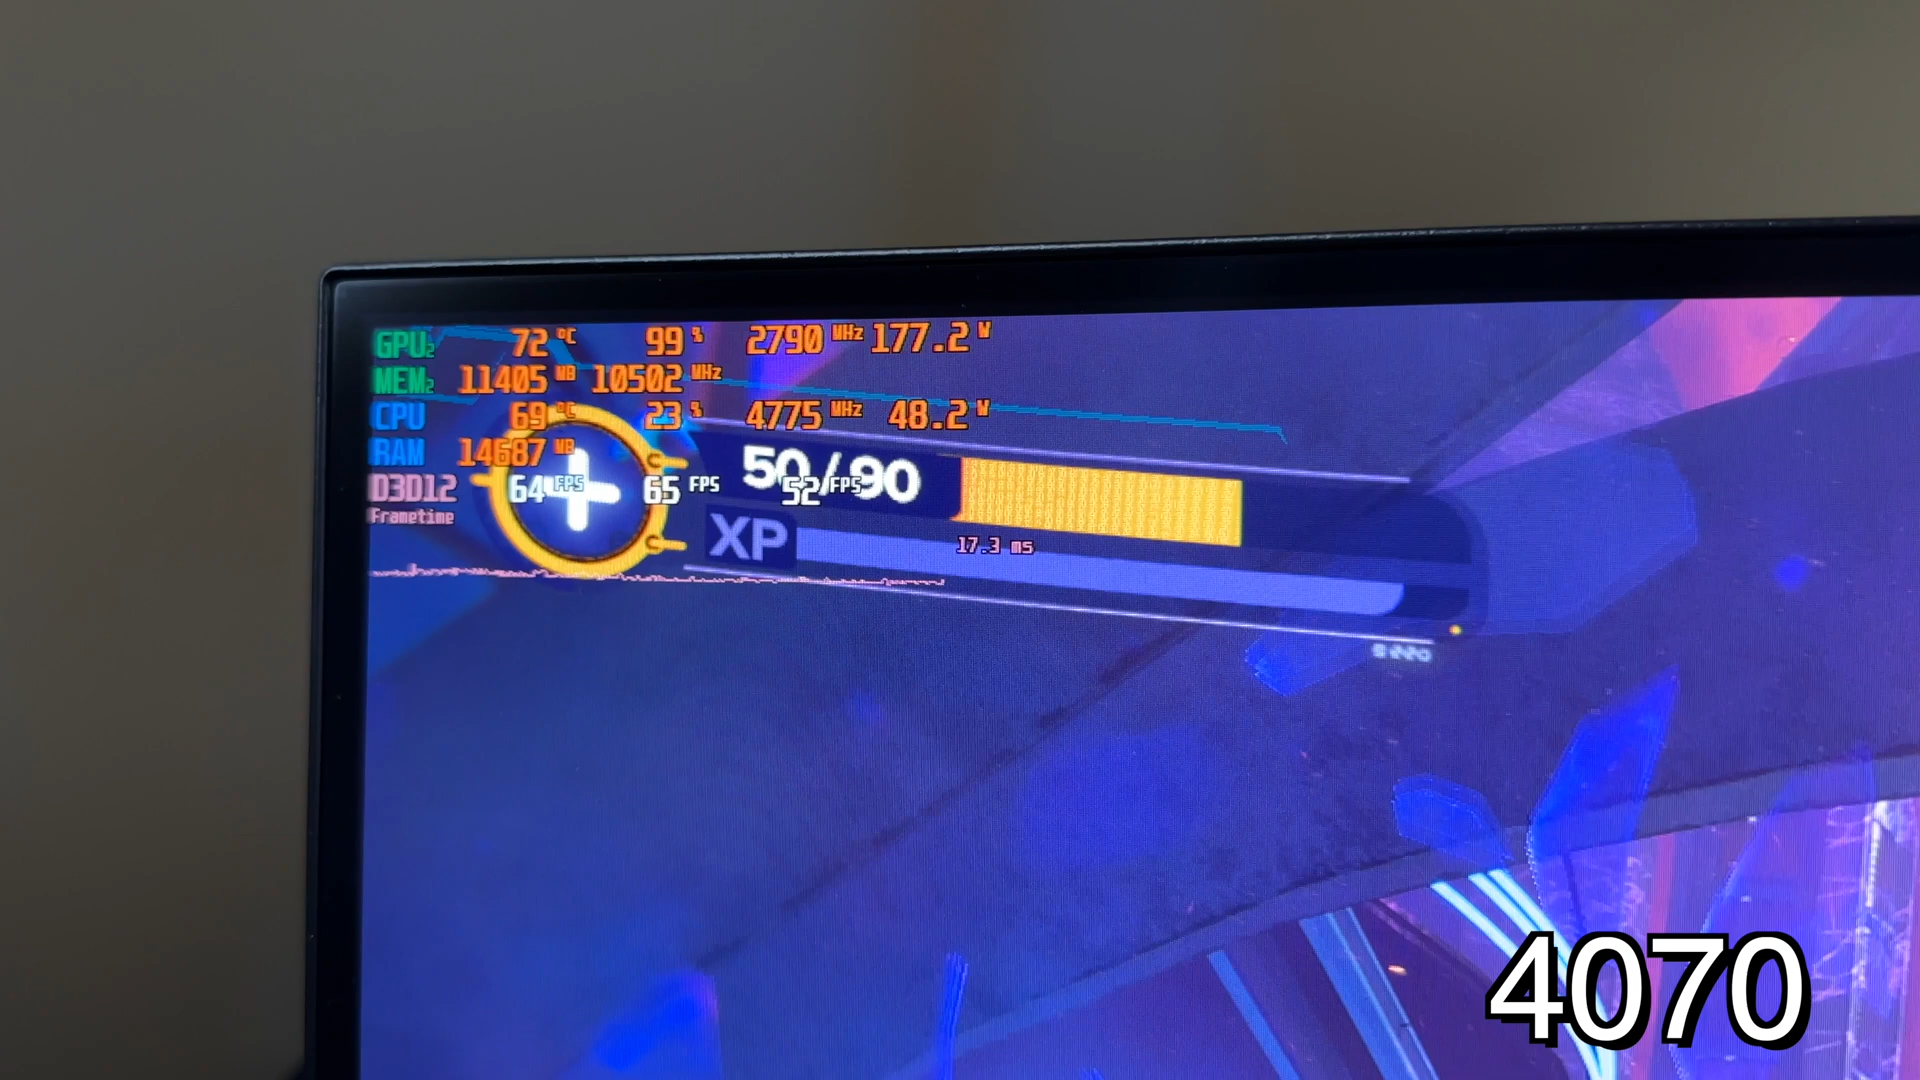 GPU2 72 °C 99 % 2790 MHz 177.2 W
MEM2 11405 MB 10502 MHz
CPU 69 °C 23 % 4775 MHz 48.2 W
RAM 14687 MB
50/90
D3D12 64 FPS 65 FPS 52 FPS
Frametime
XP
17.3 ms
4070